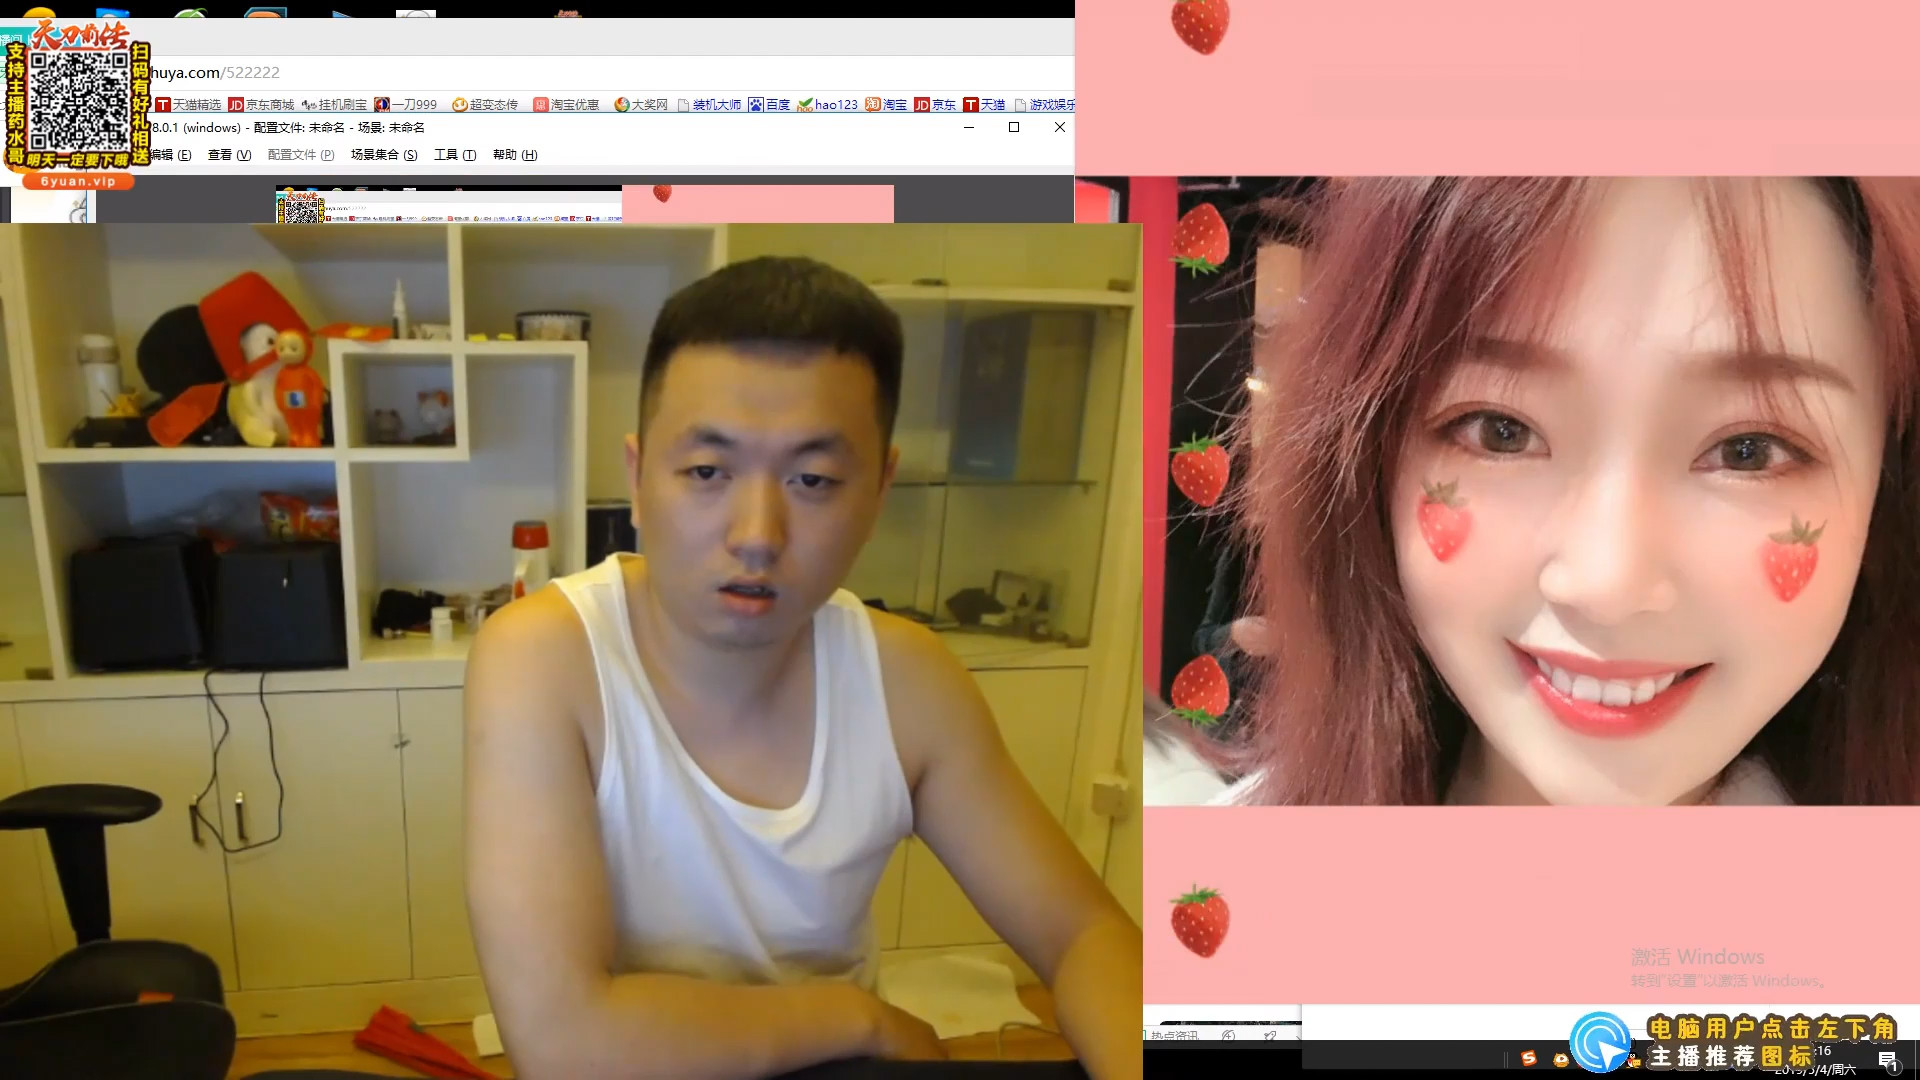 天刀前传
支持主播药水哥
扫码有好礼相送
明天一定要下哦
6yuan.vip
huya.com/522222
天猫精选 京东商城 挂机刷宝 一刀999 超变态传 淘宝优惠 大奖网 装机大师 百度 hao123 淘宝 京东 天猫 游戏娱乐
8.0.1 (windows) - 配置文件: 未命名 - 场景: 未命名
编辑 (E) 查看 (V) 配置文件 (P) 场景集合 (S) 工具 (T) 帮助 (H)
激活 Windows
转到"设置"以激活 Windows。
热点资讯
电脑用户点击左下角
主播推荐图标
:16
/4/周六